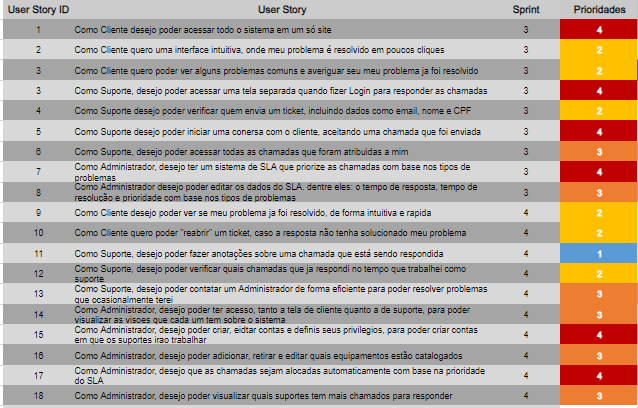 User Story ID User Story Sprint Prioridades
1 Como Cliente desejo poder acessar todo o sistema em um só site 3 4
2 Como Cliente quero uma interface intuitiva, onde meu problema é resolvido em poucos cliques 3 2
3 Como Cliente quero poder ver alguns problemas comuns e averiguar seu meu problema ja foi resolvido 3 2
3 Como Suporte, desejo poder acessar uma tela separada quando fizer Login para responder as chamadas 3 4
4 Como Suporte desejo poder verificar quem envia um ticket, incluindo dados como email, nome e CPF 3 2
5 Como Suporte desejo poder iniciar uma conersa com o cliente, aceitando uma chamada que foi enviada 3 4
6 Como Suporte, desejo poder acessar todas as chamadas que foram atribuidas a mim 3 3
7 Como Administrador, desejo ter um sistema de SLA que priorize as chamadas com base nos tipos de
problemas 3 4
8 Como Administrador desejo poder editar os dados do SLA. dentre eles: o tempo de resposta, tempo de
resolução e prioridade com base nos tipos de problemas 3 3
9 Como Cliente desejo poder ver se meu problema ja foi resolvido, de forma intuitiva e rapida 4 2
10 Como Cliente quero poder "reabrir" um ticket, caso a resposta não tenha solucionado meu problema 4 2
11 Como Suporte, desejo poder fazer anotações sobre uma chamada que está sendo respondida 4 1
12 Como Suporte, desejo poder verificar quais chamadas que ja respondi no tempo que trabalhei como
suporte 4 2
13 Como Suporte, desejo poder contatar um Administrador de forma eficiente para poder resolver problemas
que ocasionalmente terei 4 3
14 Como Administrador, desejo poder ter acesso, tanto a tela de cliente quanto a de suporte, para poder
visualizar as visoes que cada um tem sobre o sistema 4 3
15 Como Administrador, desejo poder criar, eidtar contas e definis seus privilegios, para poder criar contas
em que os suportes irao trabalhar 4 4
16 Como Administrador, desejo poder adicionar, retirar e editar quais equipamentos estão catalogados 4 3
17 Como Administrador, desejo que as chamadas sejam alocadas automaticamente com base na prioridade
do SLA 4 4
18 Como Administrador, desejo poder visualizar quais suportes tem mais chamados para responder 4 3